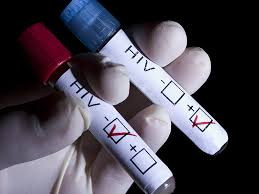 HIV
- ☑
+ ☐
HIV
- ☐
+ ☑